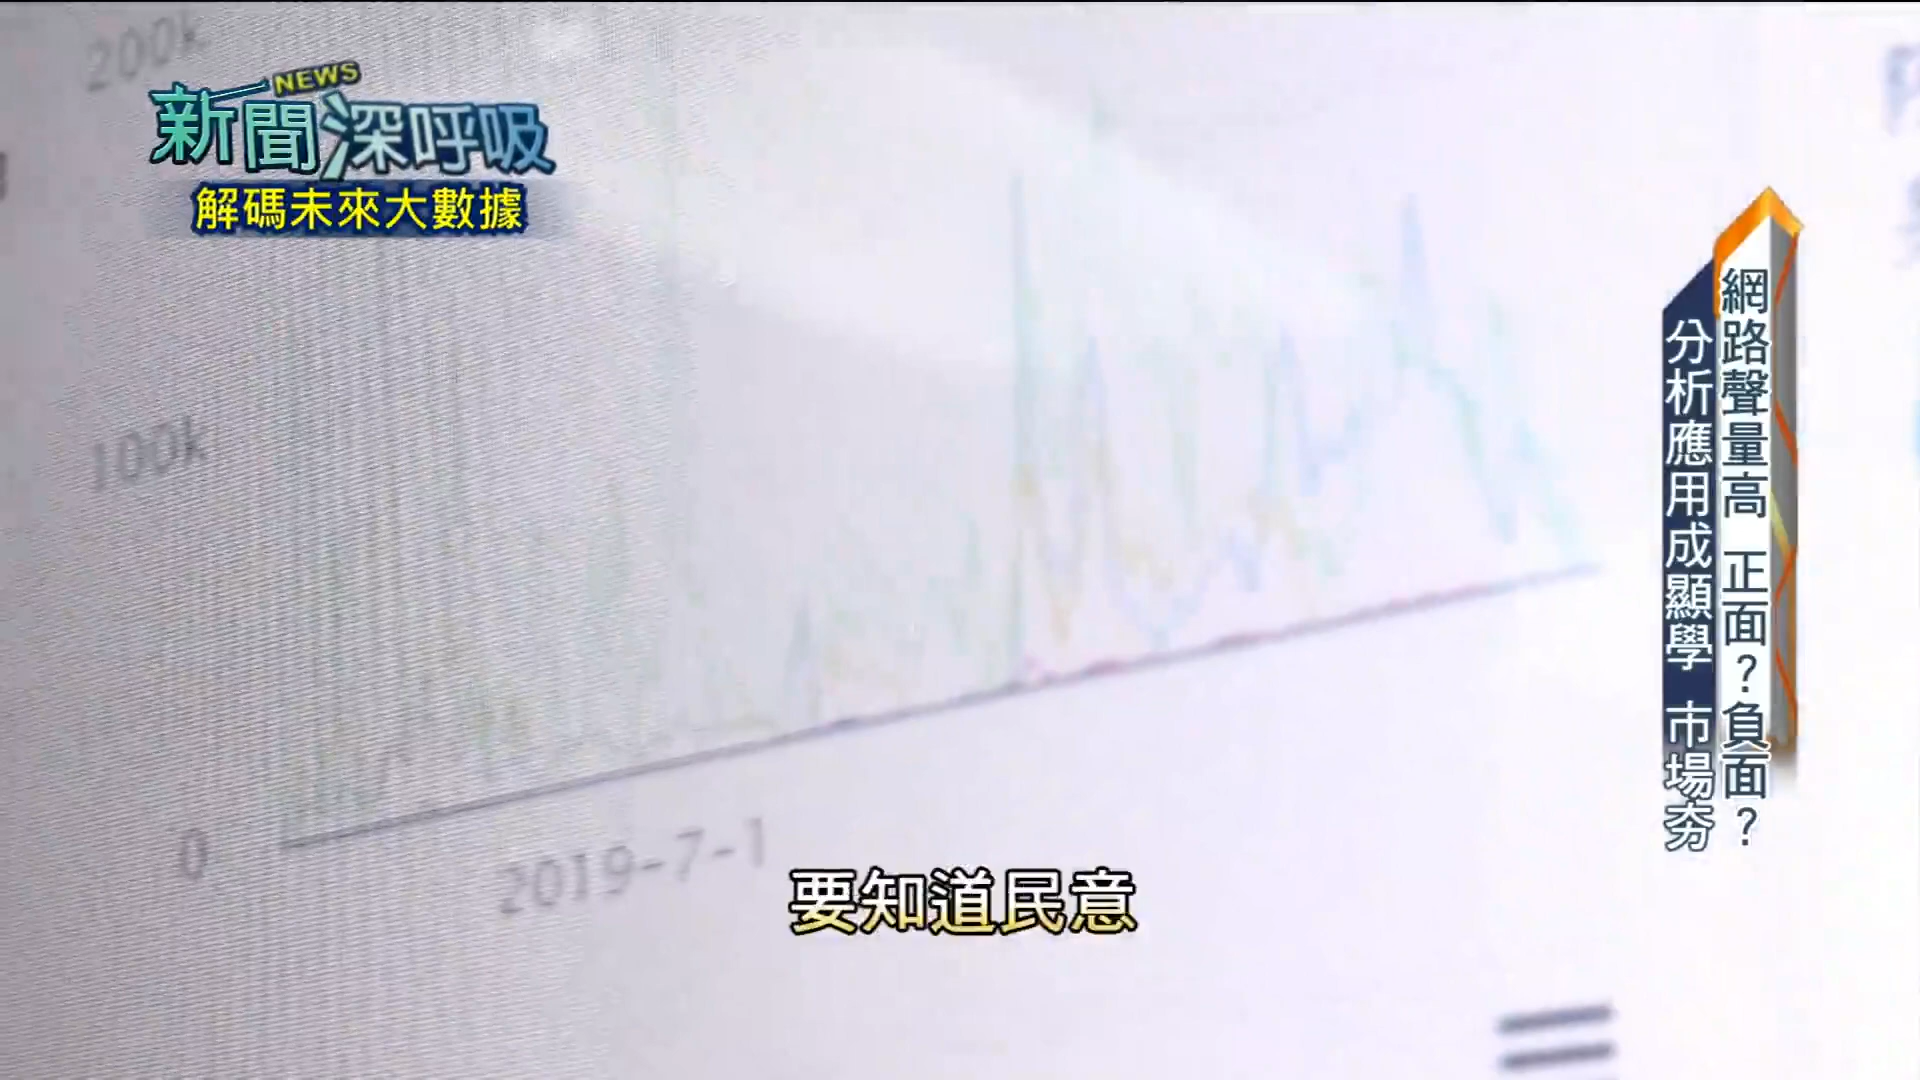 200k
NEWS
新聞深呼吸
解碼未來大數據
網路聲量高 正面？負面？
分析應用成顯學 市場夯
100k
0
2019-7-1
要知道民意